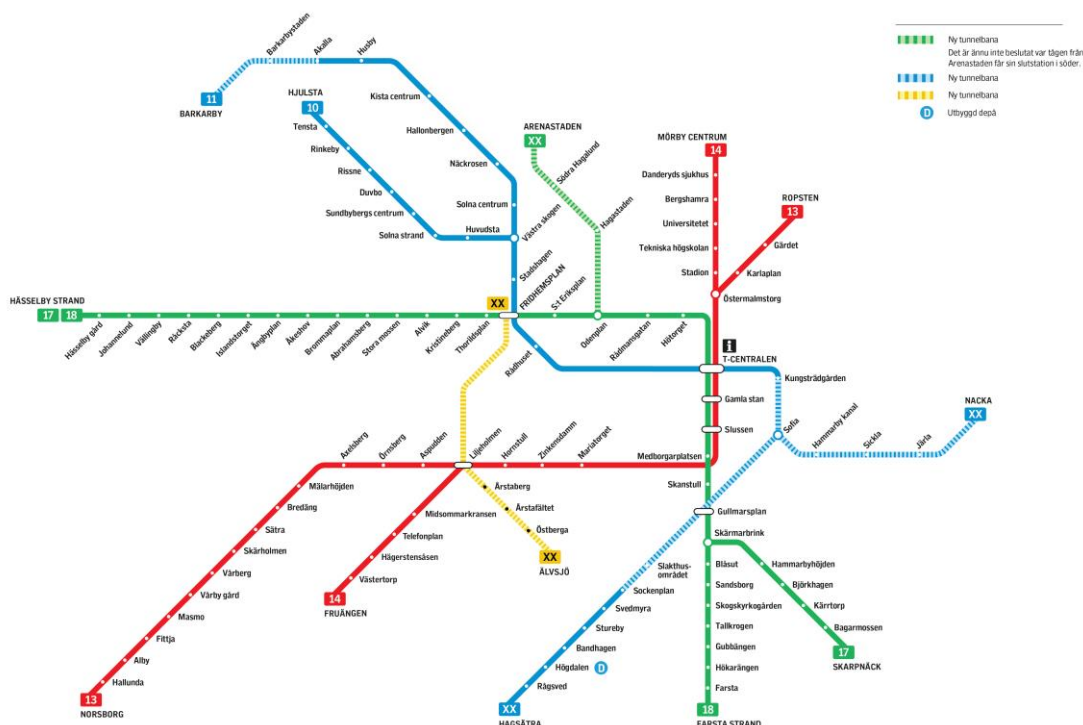 Ny tunnelbana
Det är ännu inte beslutat var tågen från
Arenastaden får sin slutstation i söder.
Ny tunnelbana
Ny tunnelbana
D
Utbyggd depå
Barkarbystaden
Akalla
Husby
11
BARKARBY
HJULSTA
10
Tensta
Rinkeby
Rissne
Duvbo
Sundbybergs centrum
Solna strand
Huvudsta
Kista centrum
Hallonbergen
Näckrosen
Solna centrum
Västra skogen
Stadshagen
FRIDHEMSPLAN
ARENASTADEN
XX
Södra Hagalund
Hagastaden
MÖRBY CENTRUM
14
Danderyds sjukhus
Bergshamra
Universitetet
Tekniska högskolan
Stadion
ROPSTEN
13
Gärdet
Karlaplan
Östermalmstorg
HÄSSELBY STRAND
17
18
Hässelby gård
Johannelund
Vällingby
Råcksta
Blackeberg
Islandstorget
Ängbyplan
Åkeshov
Brommaplan
Abrahamsberg
Stora mossen
Alvik
Kristineberg
Thorildsplan
XX
S:t Eriksplan
Odenplan
Rådmansgatan
Hötorget
Rådhuset
i
T-CENTRALEN
Kungsträdgården
Gamla stan
Slussen
Sofia
Hammarby kanal
Sickla
Järla
NACKA
XX
Axelsberg
Örnsberg
Aspudden
Liljeholmen
Hornstull
Zinkensdamm
Mariatorget
Medborgarplatsen
Skanstull
Gullmarsplan
Skärmarbrink
Mälarhöjden
Bredäng
Sätra
Skärholmen
Vårberg
Vårby gård
Masmo
Fittja
Alby
Hallunda
13
NORSBORG
Midsommarkransen
Telefonplan
Hägerstensåsen
Västertorp
14
FRUÄNGEN
Årstaberg
Årstafältet
Östberga
XX
ÄLVSJÖ
Slakthus-
området
Sockenplan
Svedmyra
Stureby
Bandhagen
Högdalen
D
Rågsved
XX
HAGSÄTRA
Blåsut
Sandsborg
Skogskyrkogården
Tallkrogen
Gubbängen
Hökarängen
Farsta
18
FARSTA STRAND
Hammarbyhöjden
Björkhagen
Kärrtorp
Bagarmossen
17
SKARPNÄCK